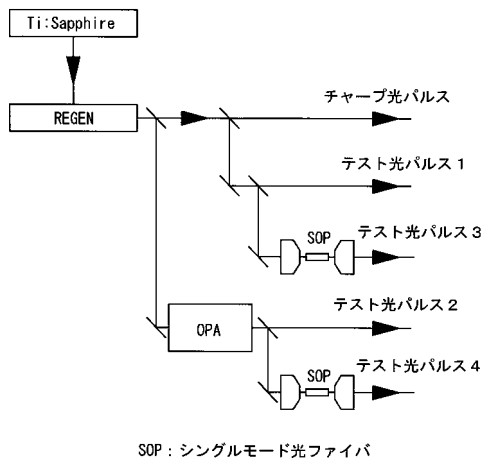 Ti:Sapphire
REGEN
チャープ光パルス
テスト光パルス1
SOP
テスト光パルス3
OPA
テスト光パルス2
SOP
テスト光パルス4
SOP：シングルモード光ファイバ